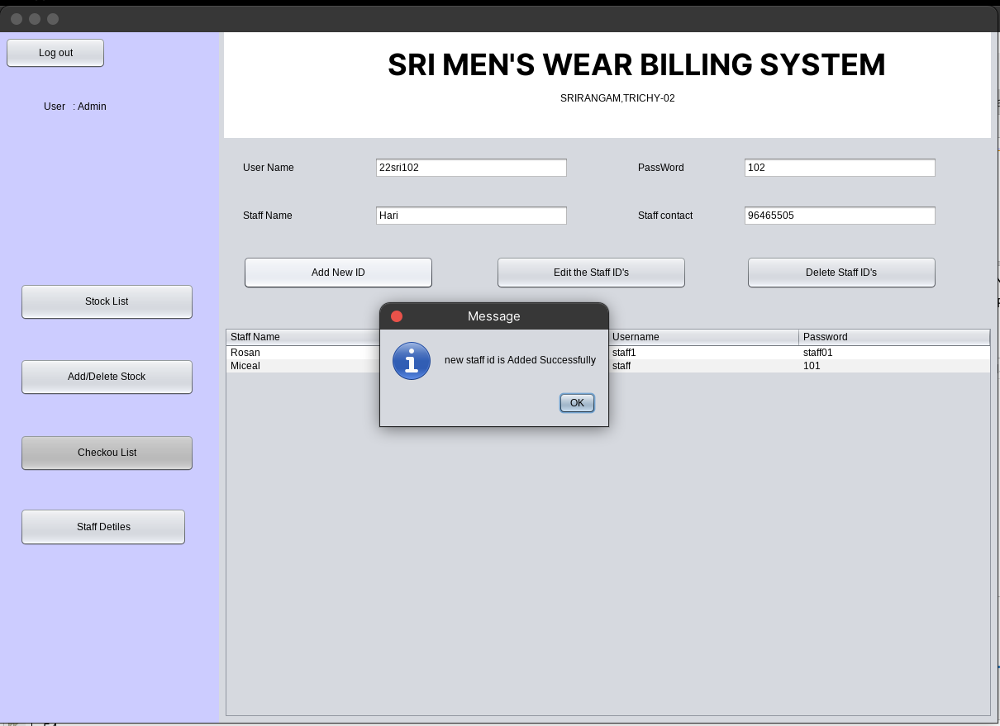 Log out
SRI MEN'S WEAR BILLING SYSTEM
SRIRANGAM,TRICHY-02
User : Admin
User Name 22sri102 PassWord 102
Staff Name Hari Staff contact 96465505
Add New ID Edit the Staff ID's Delete Staff ID's
Stock List
Add/Delete Stock
Checkou List
Staff Detiles
Message
new staff id is Added Successfully
OK
Staff Name Username Password
Rosan staff1 staff01
Miceal staff 101